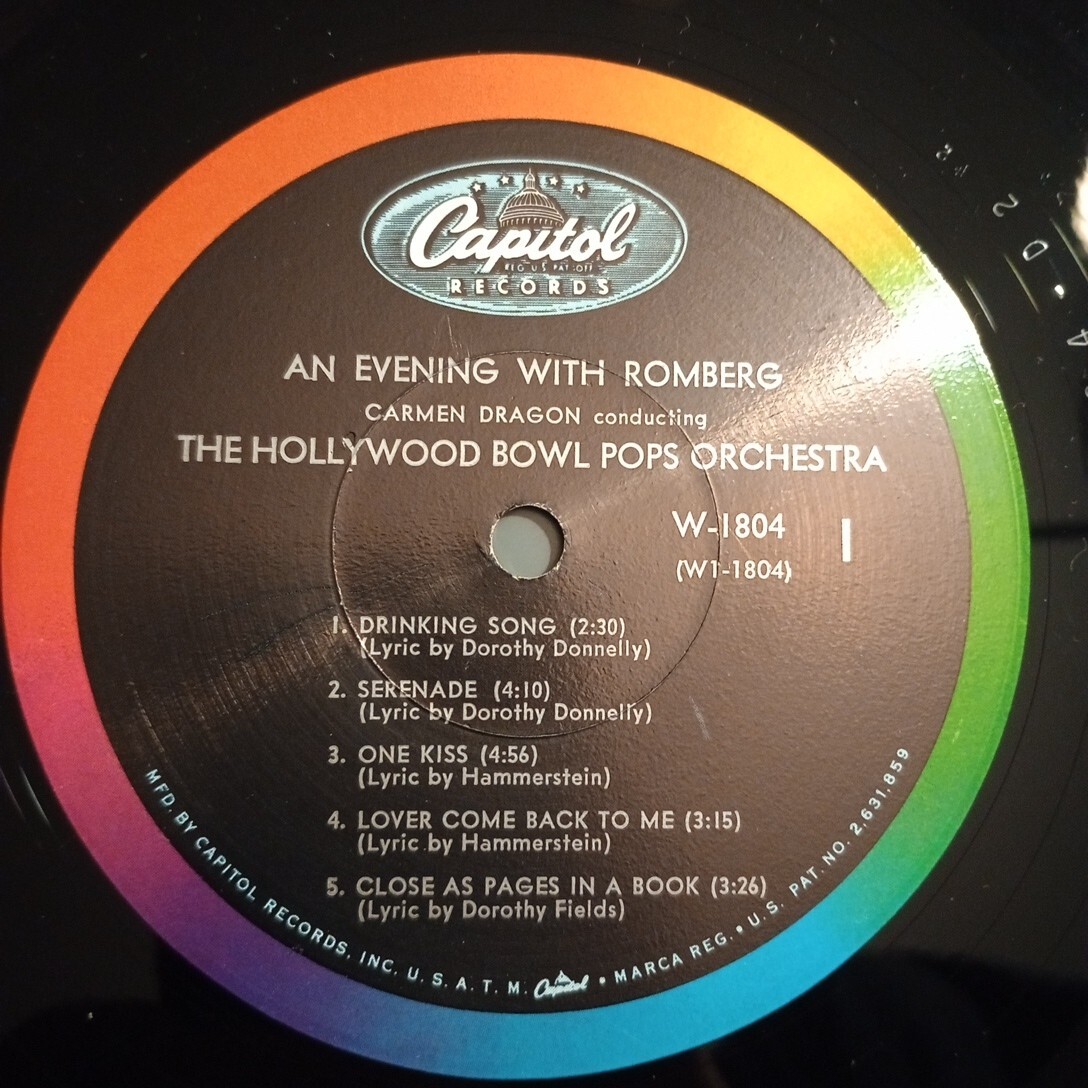 Capitol
REG U.S. PAT. OFF.
RECORDS
AN EVENING WITH ROMBERG
CARMEN DRAGON conducting
THE HOLLYWOOD BOWL POPS ORCHESTRA
W-1804
(W1-1804)
1
1. DRINKING SONG (2:30)
(Lyric by Dorothy Donnelly)
2. SERENADE (4:10)
(Lyric by Dorothy Donnelly)
3. ONE KISS (4:56)
(Lyric by Hammerstein)
4. LOVER COME BACK TO ME (3:15)
(Lyric by Hammerstein)
5. CLOSE AS PAGES IN A BOOK (3:26)
(Lyric by Dorothy Fields)
MFD. BY CAPITOL RECORDS, INC. U. S. A. T. M. Capitol • MARCA REG. • U. S. PAT. NO. 2,631,859